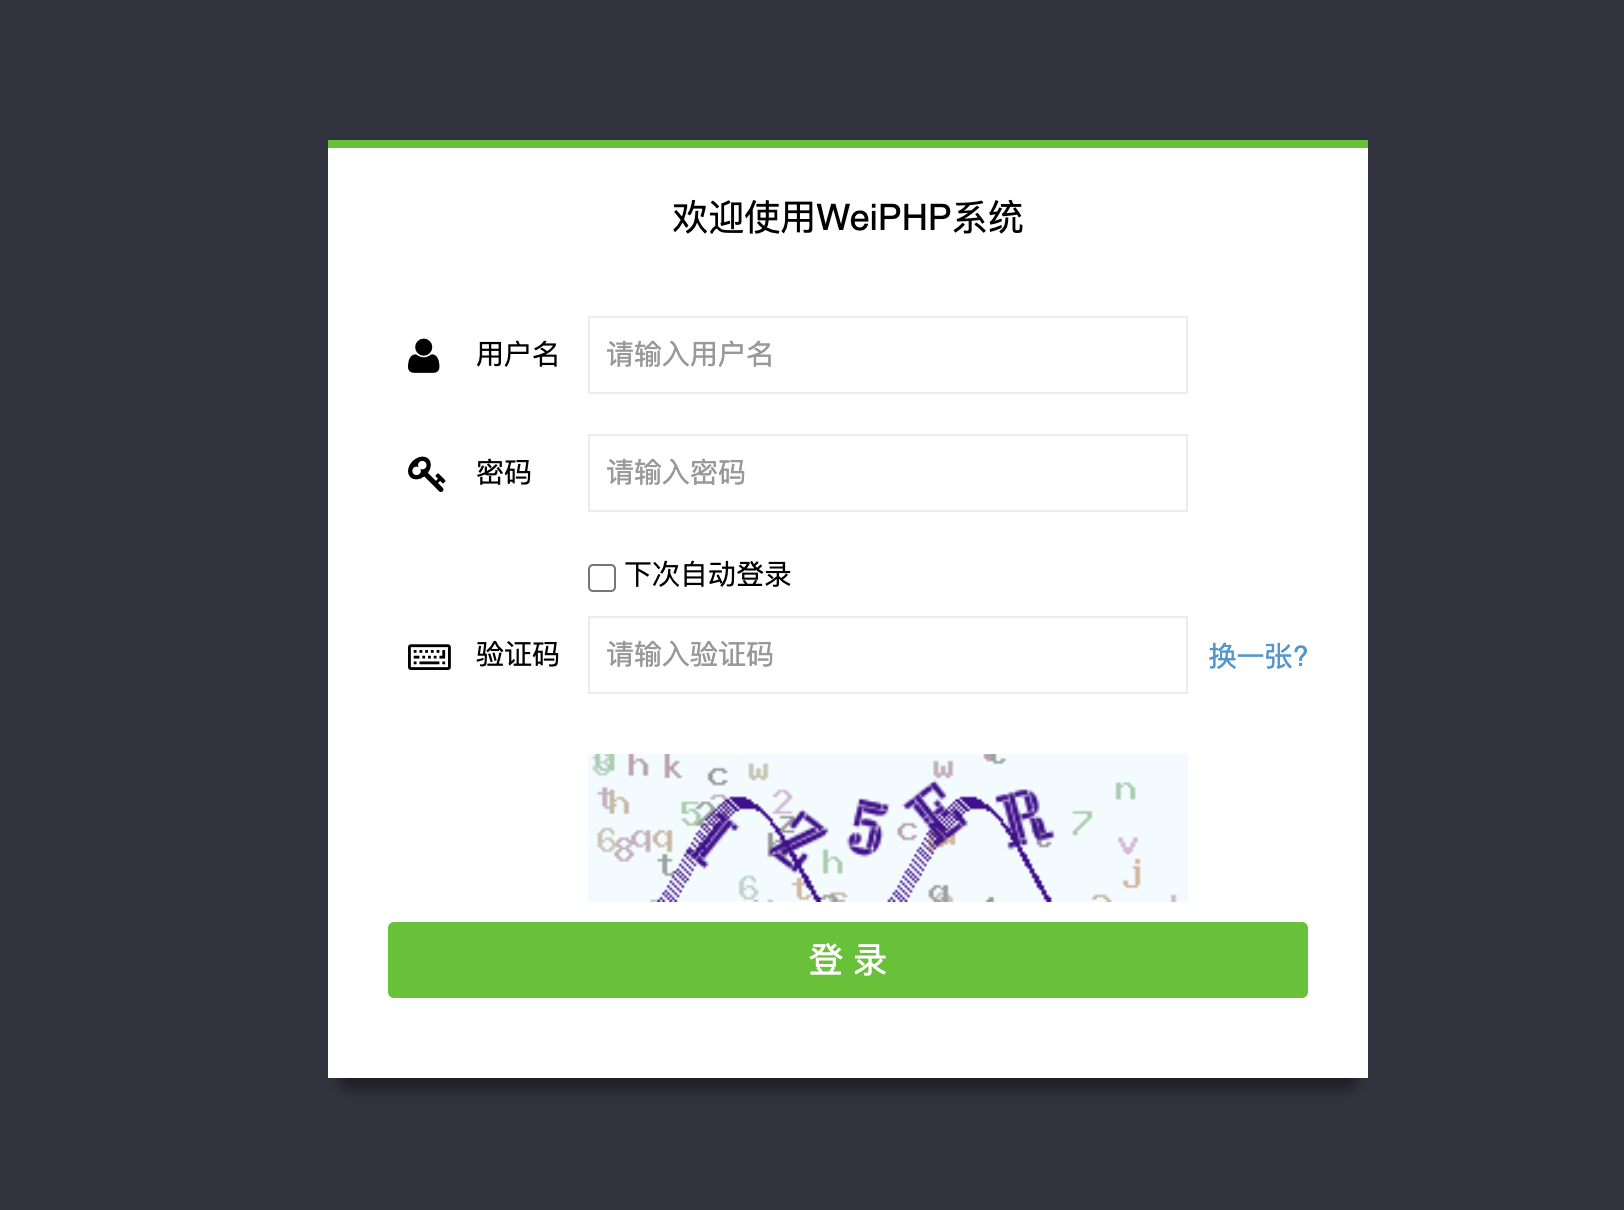 欢迎使用WeiPHP系统
用户名 请输入用户名
密码 请输入密码
下次自动登录
验证码 请输入验证码 换一张?
登 录